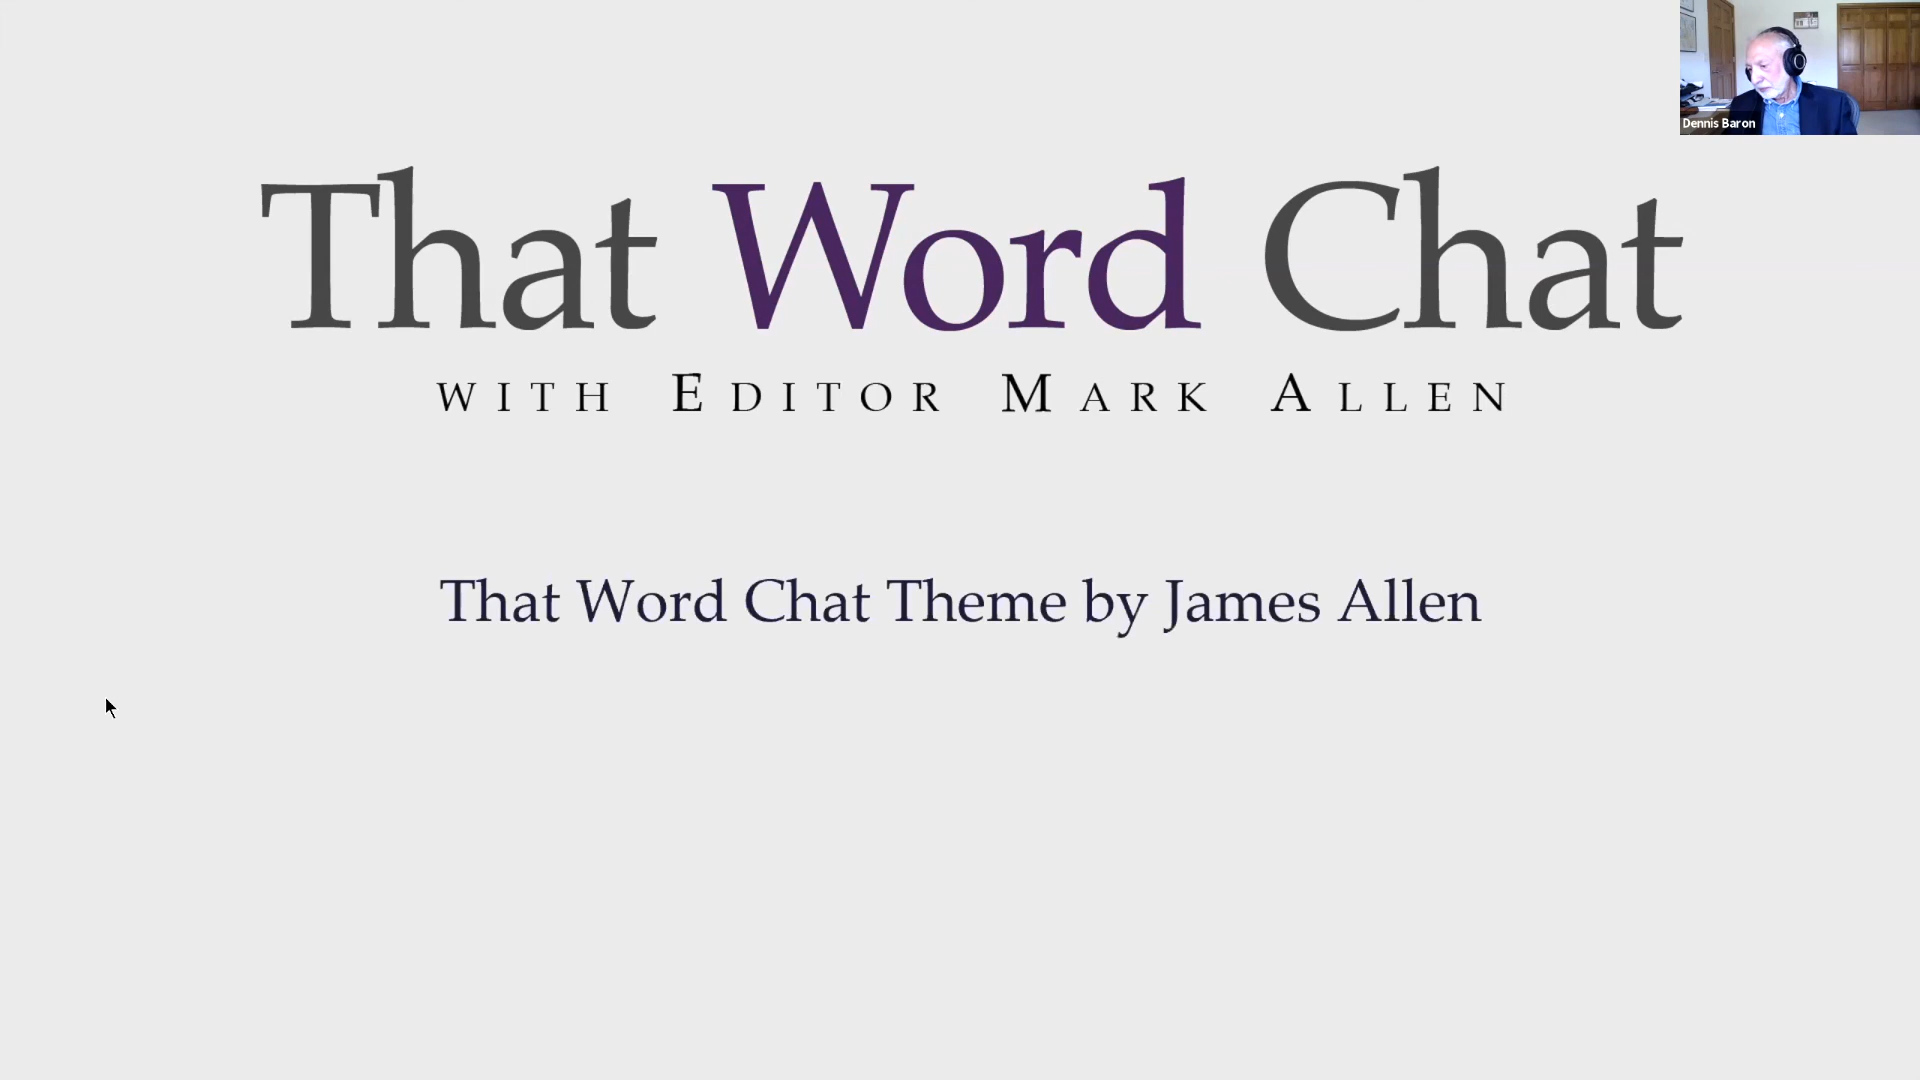 Dennis Baron
That Word Chat
WITH EDITOR MARK ALLEN
That Word Chat Theme by James Allen